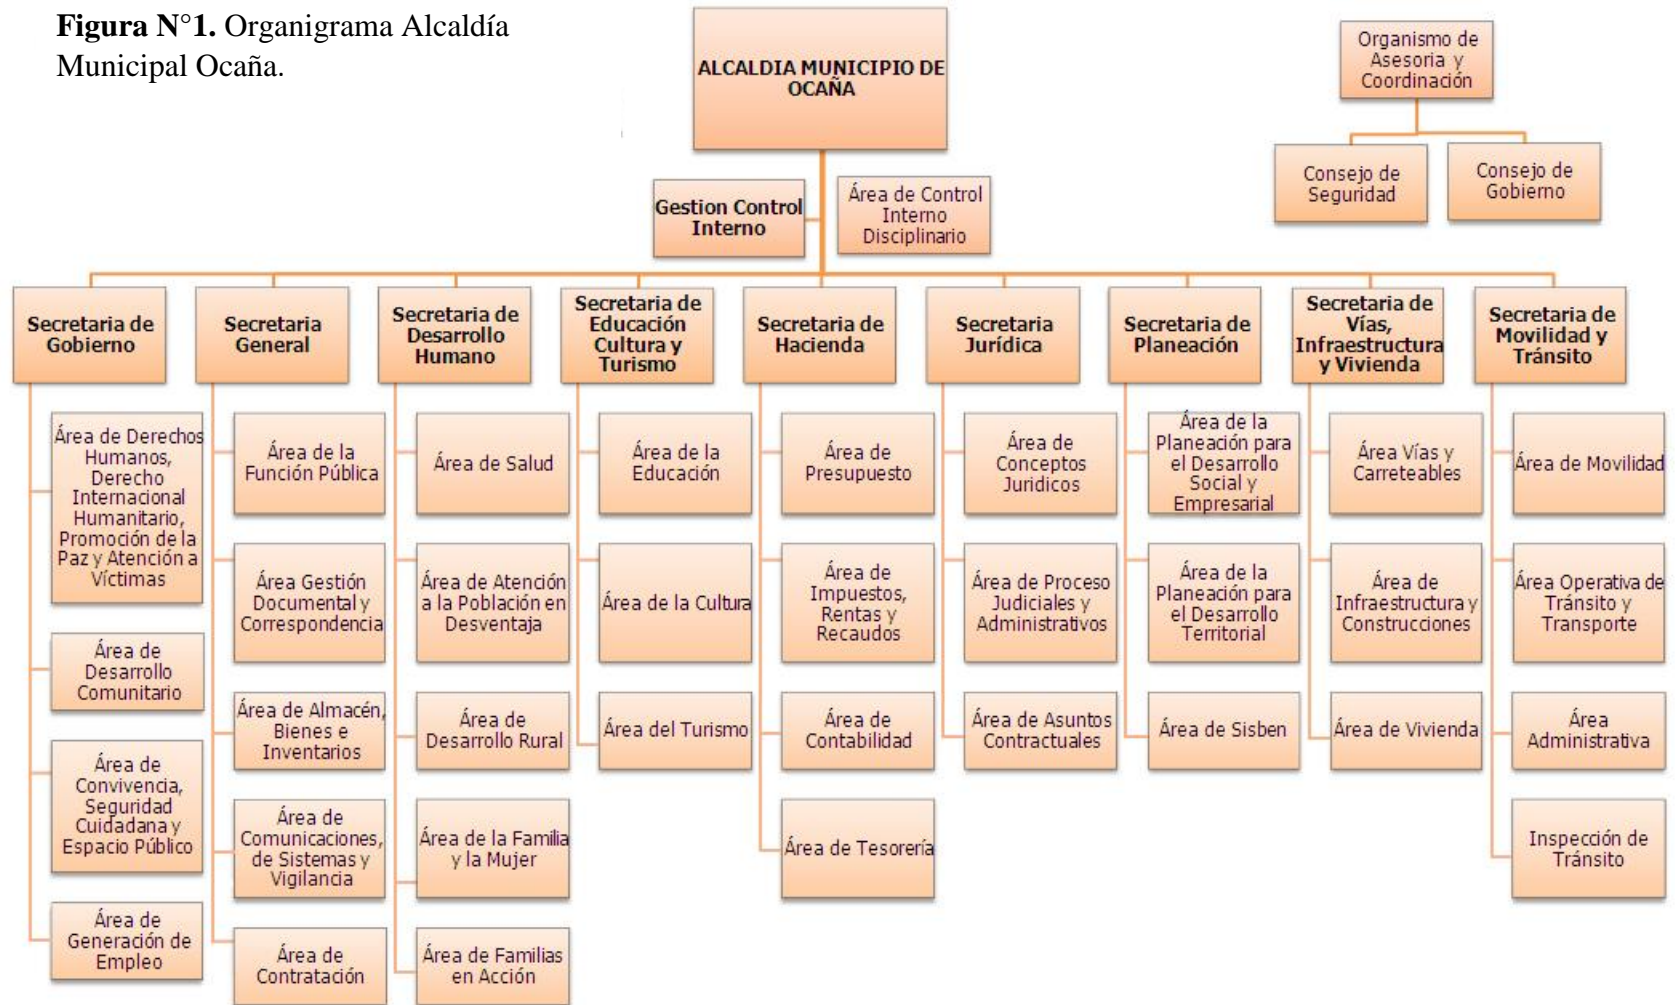 Figura N°1. Organigrama Alcaldía
Municipal Ocaña.
ALCALDIA MUNICIPIO DE
OCAÑA
Organismo de
Asesoria y
Coordinación
Consejo de
Seguridad
Consejo de
Gobierno
Gestion Control
Interno
Área de Control
Interno
Disciplinario
Secretaria de
Gobierno
Área de Derechos
Humanos,
Derecho
Internacional
Humanitario,
Promoción de la
Paz y Atención a
Víctimas
Área de
Desarrollo
Comunitario
Área de
Convivencia,
Seguridad
Cuidadana y
Espacio Público
Área de
Generación de
Empleo
Secretaria
General
Área de la
Función Pública
Área Gestión
Documental y
Correspondencia
Área de Almacén,
Bienes e
Inventarios
Área de
Comunicaciones,
de Sistemas y
Vigilancia
Área de
Contratación
Secretaria de
Desarrollo
Humano
Área de Salud
Área de Atención
a la Población en
Desventaja
Área de
Desarrollo Rural
Área de la Familia
y la Mujer
Área de Familias
en Acción
Secretaria de
Educación
Cultura y
Turismo
Área de la
Educación
Área de la Cultura
Área del Turismo
Secretaria de
Hacienda
Área de
Presupuesto
Área de
Impuestos,
Rentas y
Recaudos
Área de
Contabilidad
Área de Tesorería
Secretaria
Jurídica
Área de
Conceptos
Juridicos
Área de Proceso
Judiciales y
Administrativos
Área de Asuntos
Contractuales
Secretaria de
Planeación
Área de la
Planeación para
el Desarrollo
Social y
Empresarial
Área de la
Planeación para
el Desarrollo
Territorial
Área de Sisben
Secretaria de
Vías,
Infraestructura
y Vivienda
Área Vías y
Carreteables
Área de
Infraestructura y
Construcciones
Área de Vivienda
Secretaria de
Movilidad y
Tránsito
Área de Movilidad
Área Operativa de
Tránsito y
Transporte
Área
Administrativa
Inspección de
Tránsito